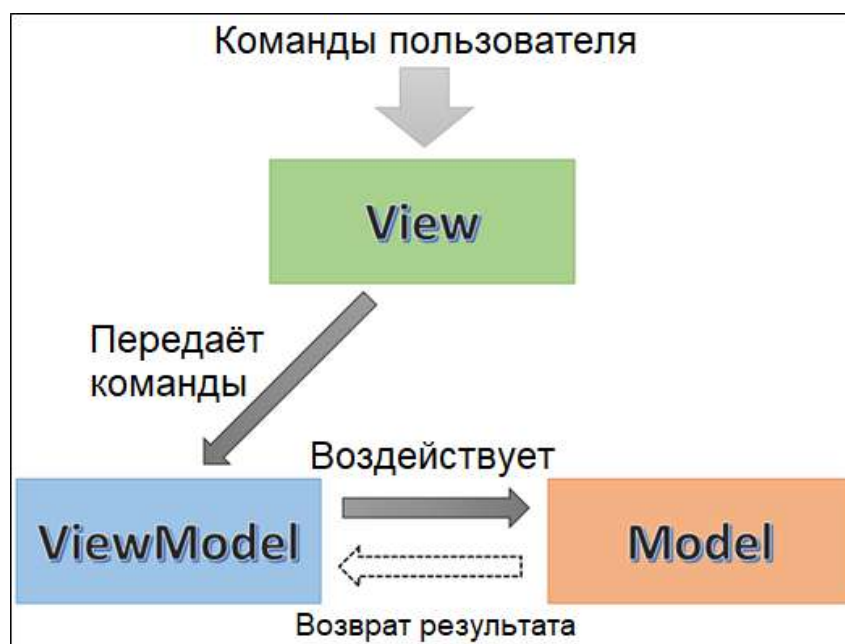 Команды пользователя
View
Передаёт
команды
Воздействует
ViewModel
Model
Возврат результата